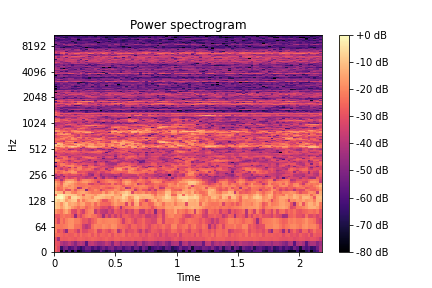 Power spectrogram
Hz
8192
4096
2048
1024
512
256
128
64
0
0
0.5
1
1.5
2
Time
+0 dB
-10 dB
-20 dB
-30 dB
-40 dB
-50 dB
-60 dB
-70 dB
-80 dB